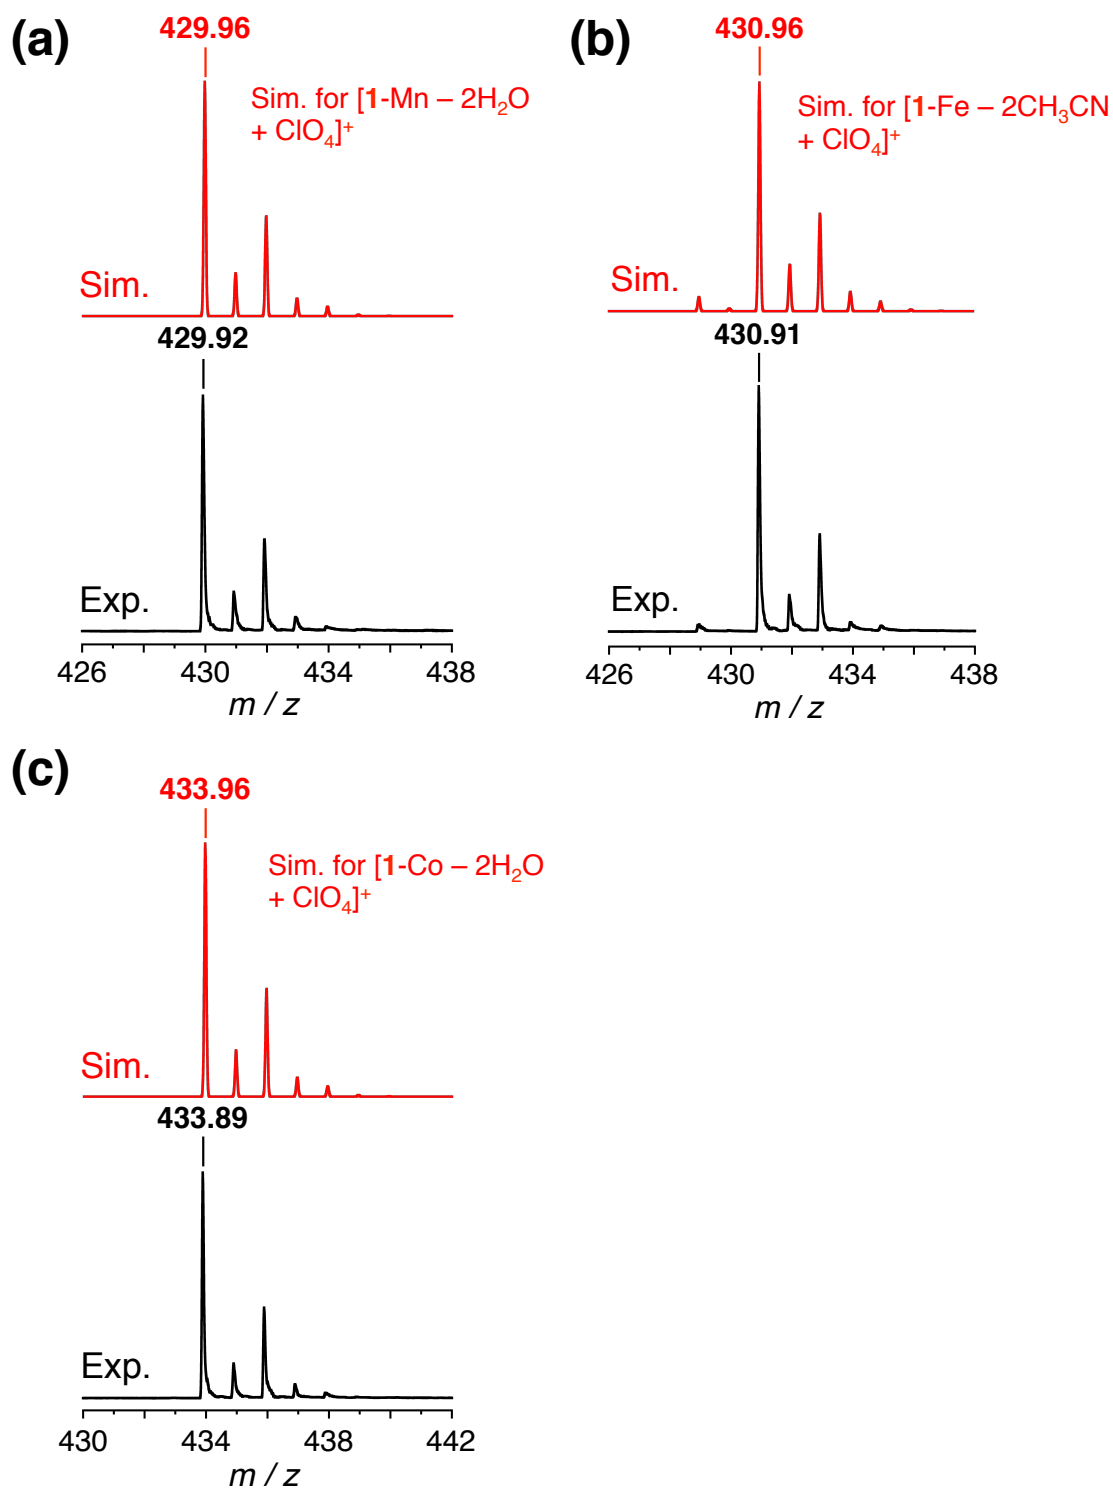 (a)
429.96
Sim. for [1-Mn – 2H₂O
+ ClO₄]⁺
Sim.
429.92
Exp.
426 430 434 438
m / z
(b)
430.96
Sim. for [1-Fe – 2CH₃CN
+ ClO₄]⁺
Sim.
430.91
Exp.
426 430 434 438
m / z
(c)
433.96
Sim. for [1-Co – 2H₂O
+ ClO₄]⁺
Sim.
433.89
Exp.
430 434 438 442
m / z